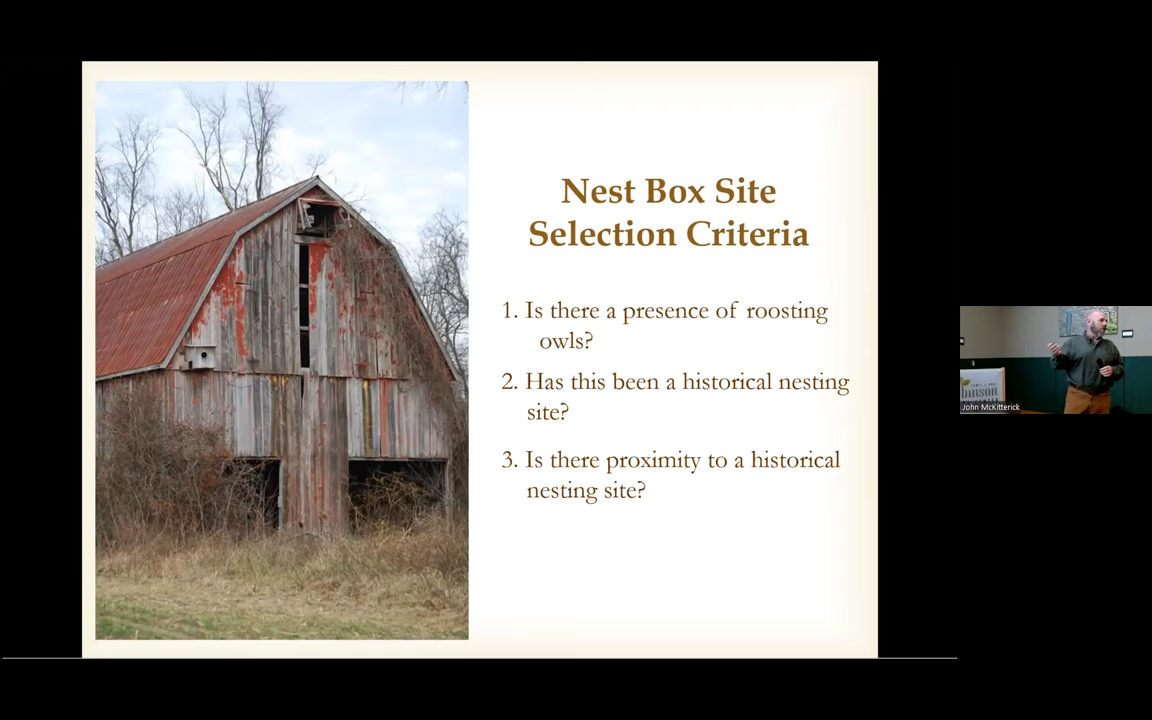 Nest Box Site
Selection Criteria
1. Is there a presence of roosting
owls?
2. Has this been a historical nesting
site?
3. Is there proximity to a historical
nesting site?
John McKitterick